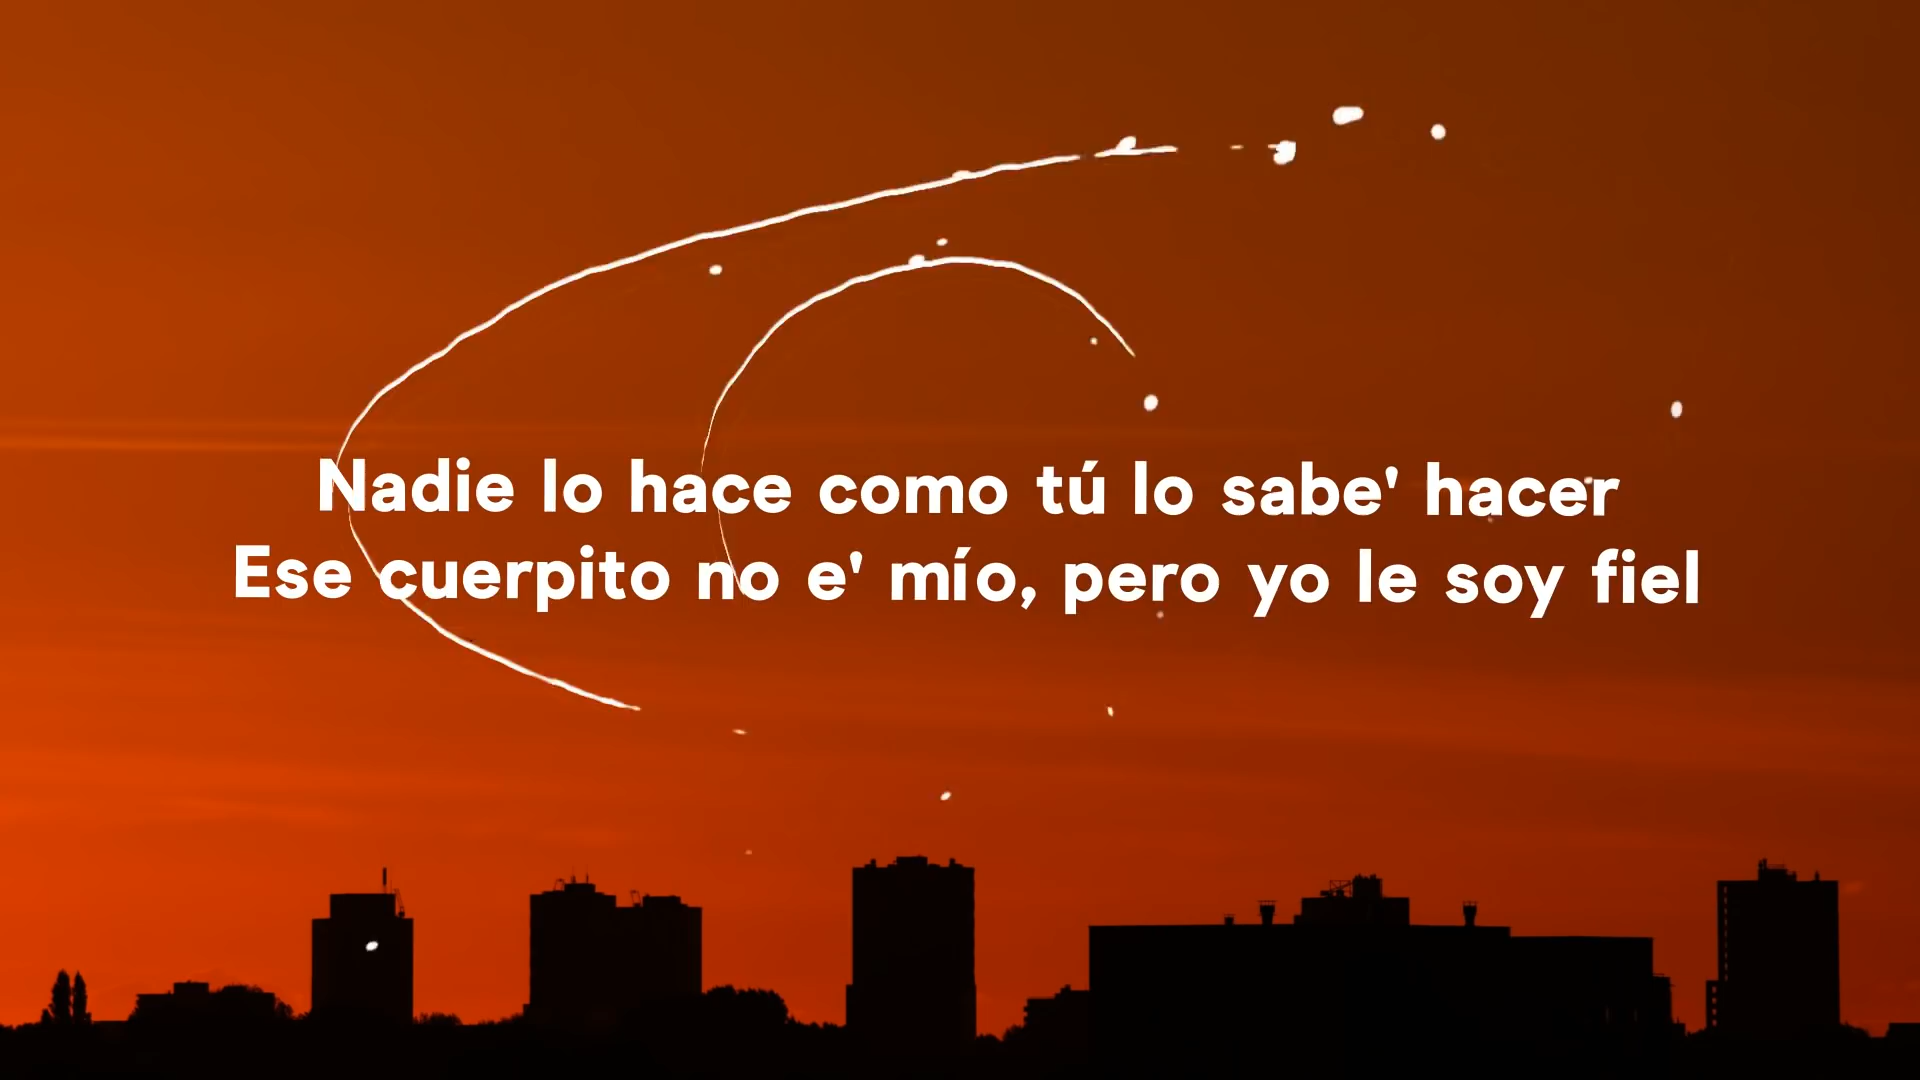 Nadie lo hace como tú lo sabe' hacer
Ese cuerpito no e' mío, pero yo le soy fiel